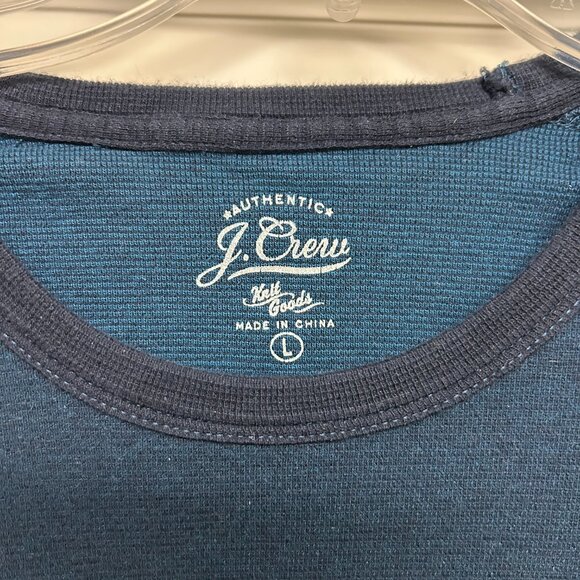 ★AUTHENTIC★
J.Crew
Knit
Goods
MADE IN CHINA
L